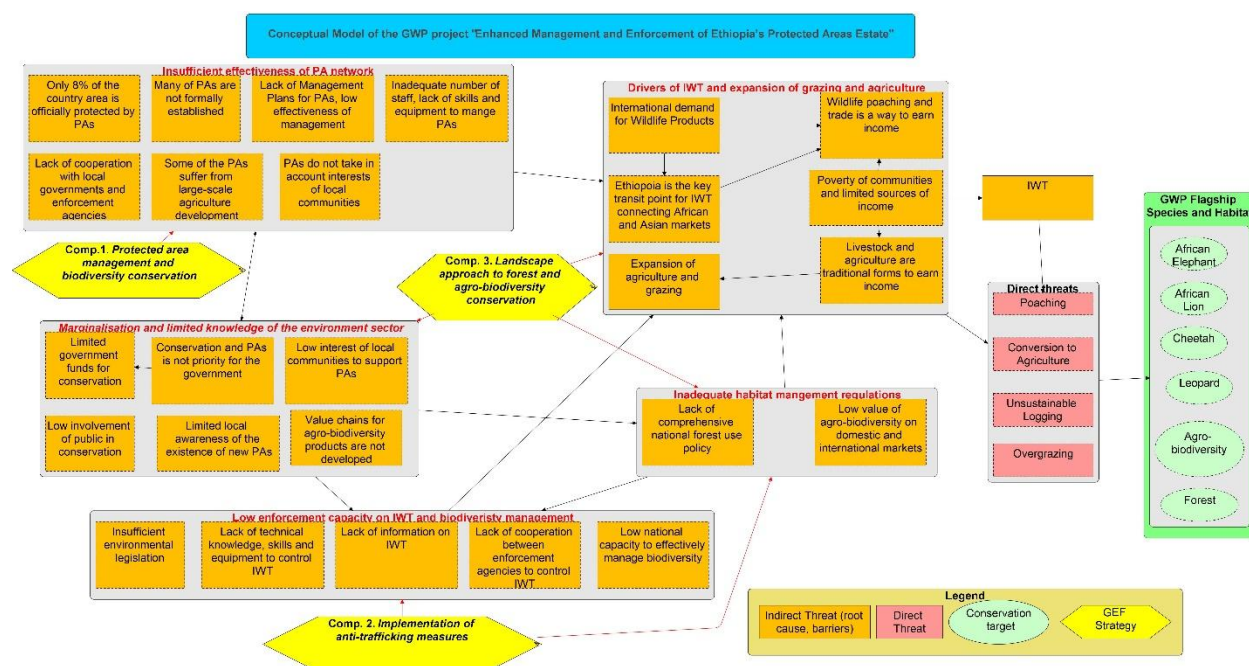 Conceptual Model of the GWP project "Enhanced Management and Enforcement of Ethiopia's Protected Areas Estate"
Insufficient effectiveness of PA network
Only 8% of the
country area is
officially protected by
PAs
Many of PAs are
not formally
established
Lack of Management
Plans for PAs, low
effectiveness of
management
Inadequate number of
staff, lack of skills and
equipment to mange
PAs
Lack of cooperation
with local
governments and
enforcement
agencies
Some of the PAs
suffer from
large-scale
agriculture
development
PAs do not take in
account interests of
local communities
Comp.1. Protected area
management and
biodiversity conservation
Drivers of IWT and expansion of grazing and agriculture
International demand
for Wildlife Products
Wildlife poaching and
trade is a way to earn
income
Ethiopoia is the key
transit point for IWT
connecting African
and Asian markets
Poverty of communities
and limited sources of
income
Expansion of
agriculture and
grazing
Livestock and
agriculture are
traditional forms to earn
income
Comp. 3. Landscape
approach to forest and
agro-biodiversity
conservation
IWT
Direct threats
Poaching
Conversion to
Agriculture
Unsustainable
Logging
Overgrazing
GWP Flagship
Species and Habitat
African
Elephant
African
Lion
Cheetah
Leopard
Agro-
biodiversity
Forest
Marginalisation and limited knowledge of the environment sector
Limited
government
funds for
conservation
Conservation and PAs
is not priority for the
government
Low interest of local
communities to support
PAs
Low involvement
of public in
conservation
Limited local
awareness of the
existence of new PAs
Value chains for
agro-biodiversity
products are not
developed
Inadequate habitat mangement regulations
Lack of
comprehensive
national forest use
policy
Low value of
agro-biodiversity on
domestic and
international markets
Low enforcement capacity on IWT and biodiveristy management
Insufficient
environmental
legislation
Lack of technical
knowledge, skills and
equipment to control
IWT
Lack of information on
IWT
Lack of cooperation
between
enforcement
agencies to control
IWT
Low national
capacity to effectively
manage biodiversity
Comp. 2. Implementation of
anti-trafficking measures
Legend
Indirect Threat (root
cause, barriers)
Direct
Threat
Conservation
target
GEF
Strategy